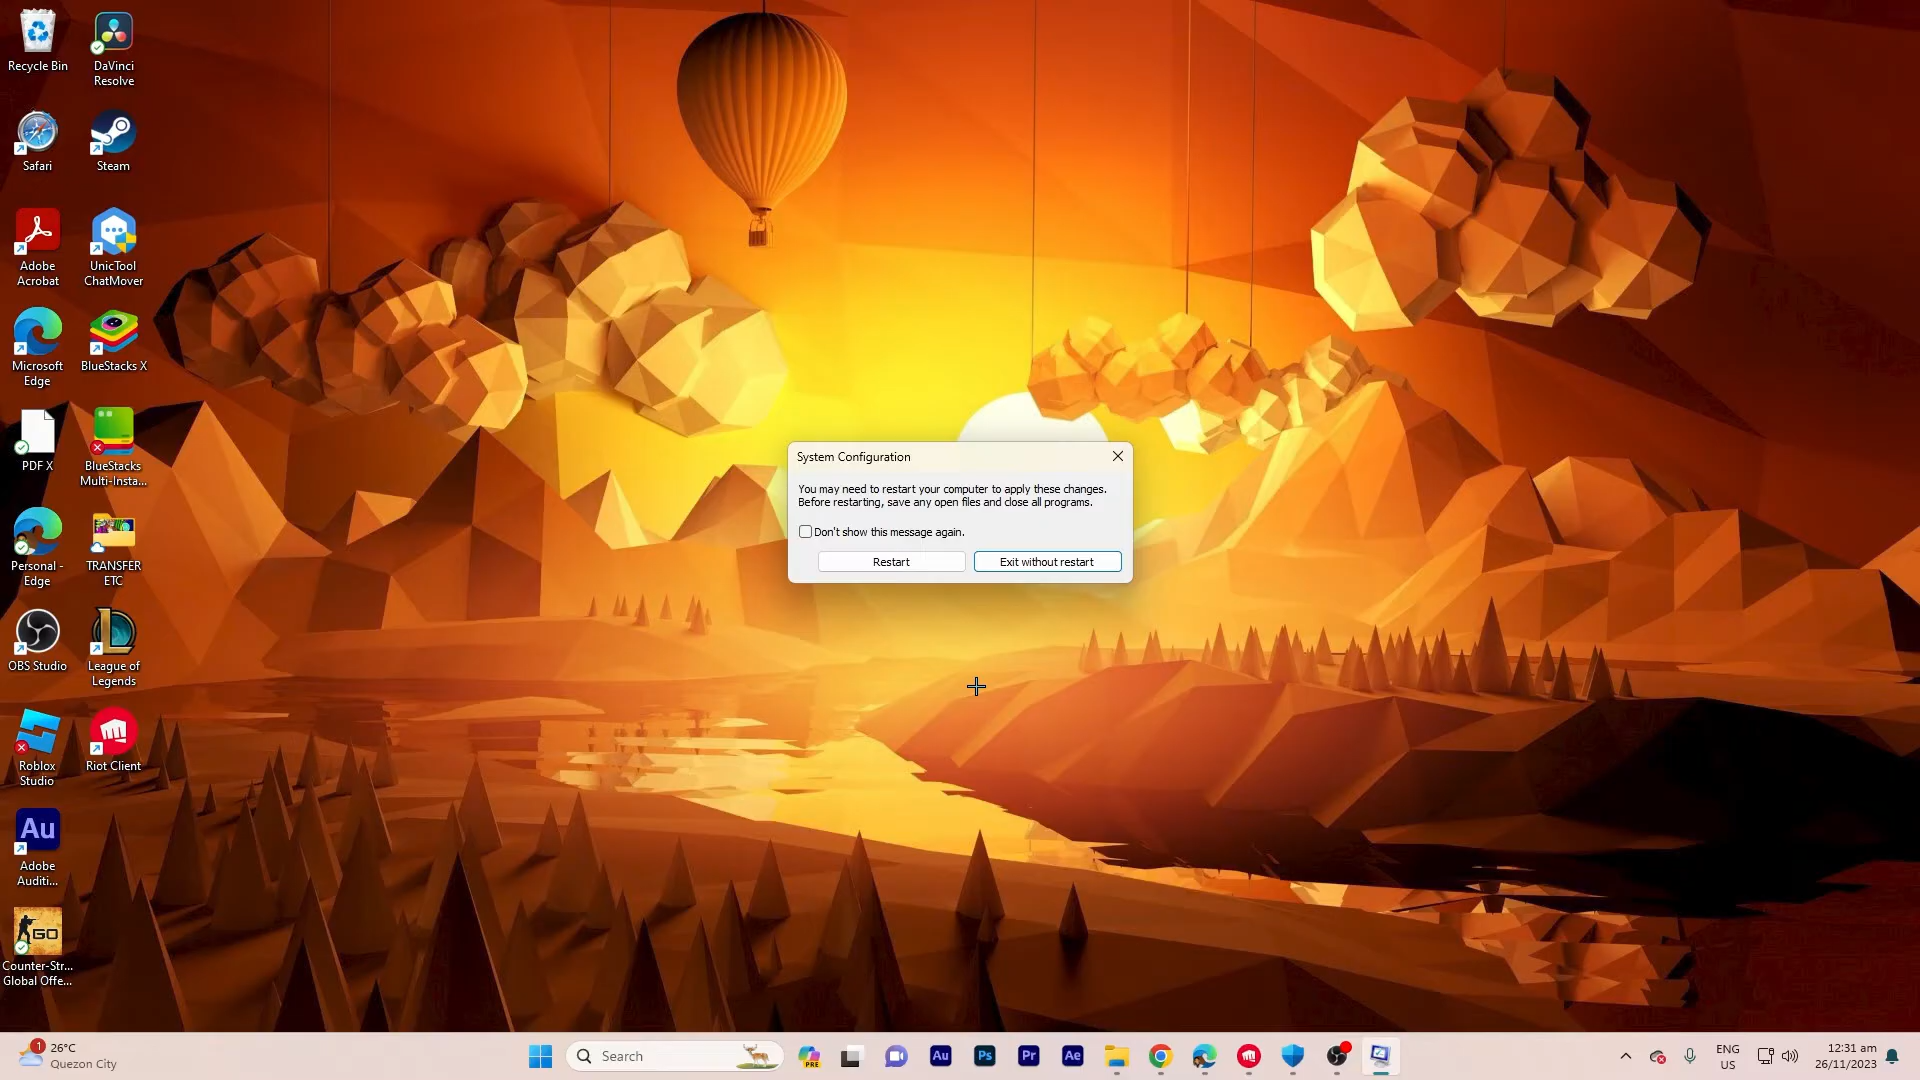 Recycle Bin
DaVinci
Resolve
Safari
Steam
Adobe
Acrobat
UnicTool
ChatMover
Microsoft
Edge
BlueStacks X
PDF X
BlueStacks
Multi-Insta...
Personal -
Edge
TRANSFER
ETC
OBS Studio
League of
Legends
Roblox
Studio
Riot Client
Au
Adobe
Auditi...
GO
Counter-Str...
Global Offe...
System Configuration
You may need to restart your computer to apply these changes.
Before restarting, save any open files and close all programs.
Don't show this message again.
Restart
Exit without restart
1
26°C
Quezon City
Search
PRE
Au
Ps
Pr
Ae
ENG
US
12:31 am
26/11/2023